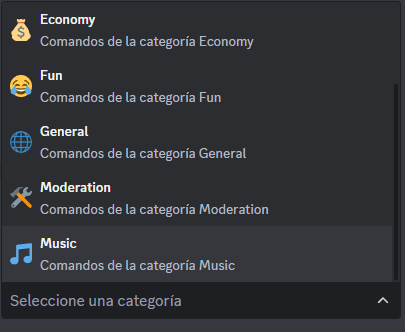 Economy
Comandos de la categoría Economy
Fun
Comandos de la categoría Fun
General
Comandos de la categoría General
Moderation
Comandos de la categoría Moderation
Music
Comandos de la categoría Music
Seleccione una categoría